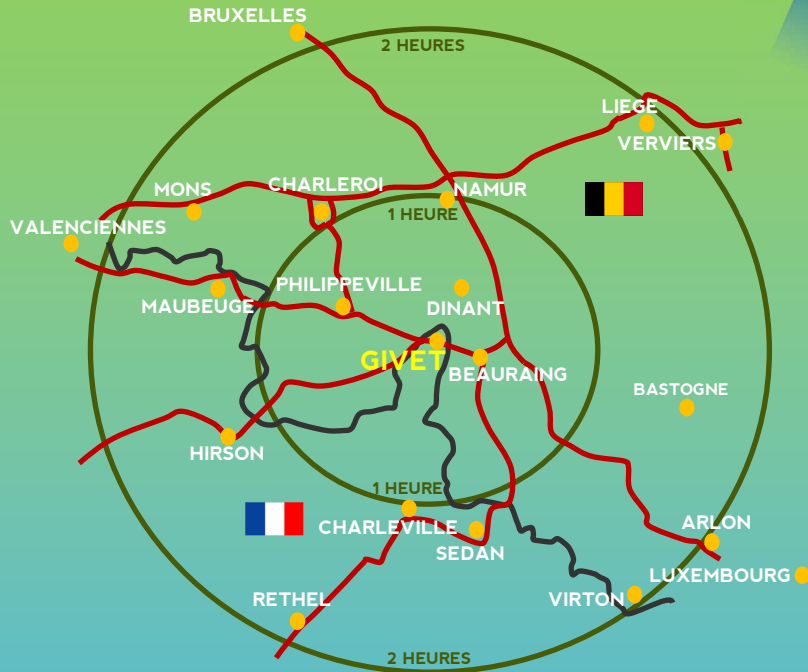 BRUXELLES
2 HEURES
LIEGE
VERVIERS
MONS
CHARLEROI
NAMUR
1 HEURE
VALENCIENNES
PHILIPPEVILLE
MAUBEUGE
DINANT
GIVET
BEAURAING
BASTOGNE
HIRSON
1 HEURE
CHARLEVILLE
ARLON
SEDAN
LUXEMBOURG
RETHEL
VIRTON
2 HEURES